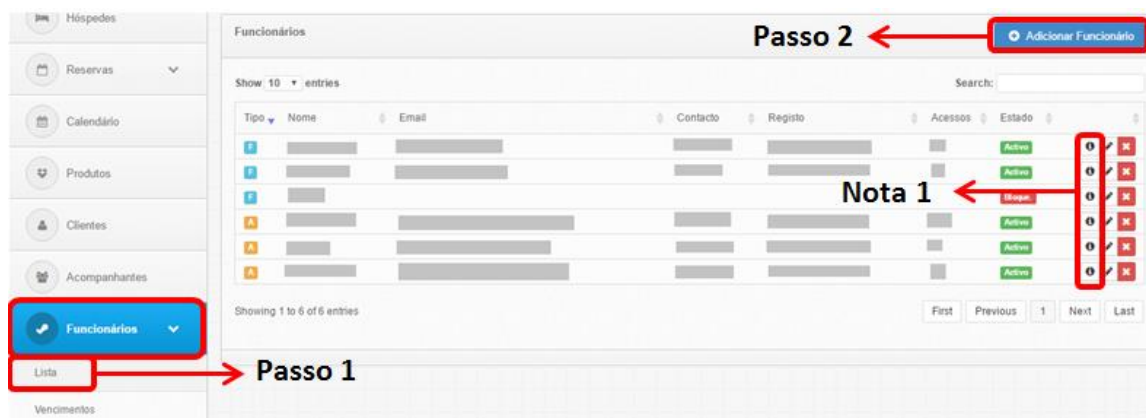 Hóspedes
Reservas
Calendário
Produtos
Clientes
Acompanhantes
Funcionários
Lista
Passo 1
Vencimentos
Funcionários
Passo 2
Adicionar Funcionário
Show 10 entries
Search:
Tipo Nome Email Contacto Registo Acessos Estado
F Activo
F Activo
F Bloque.
A Activo
A Activo
A Activo
Nota 1
Showing 1 to 6 of 6 entries
First Previous 1 Next Last